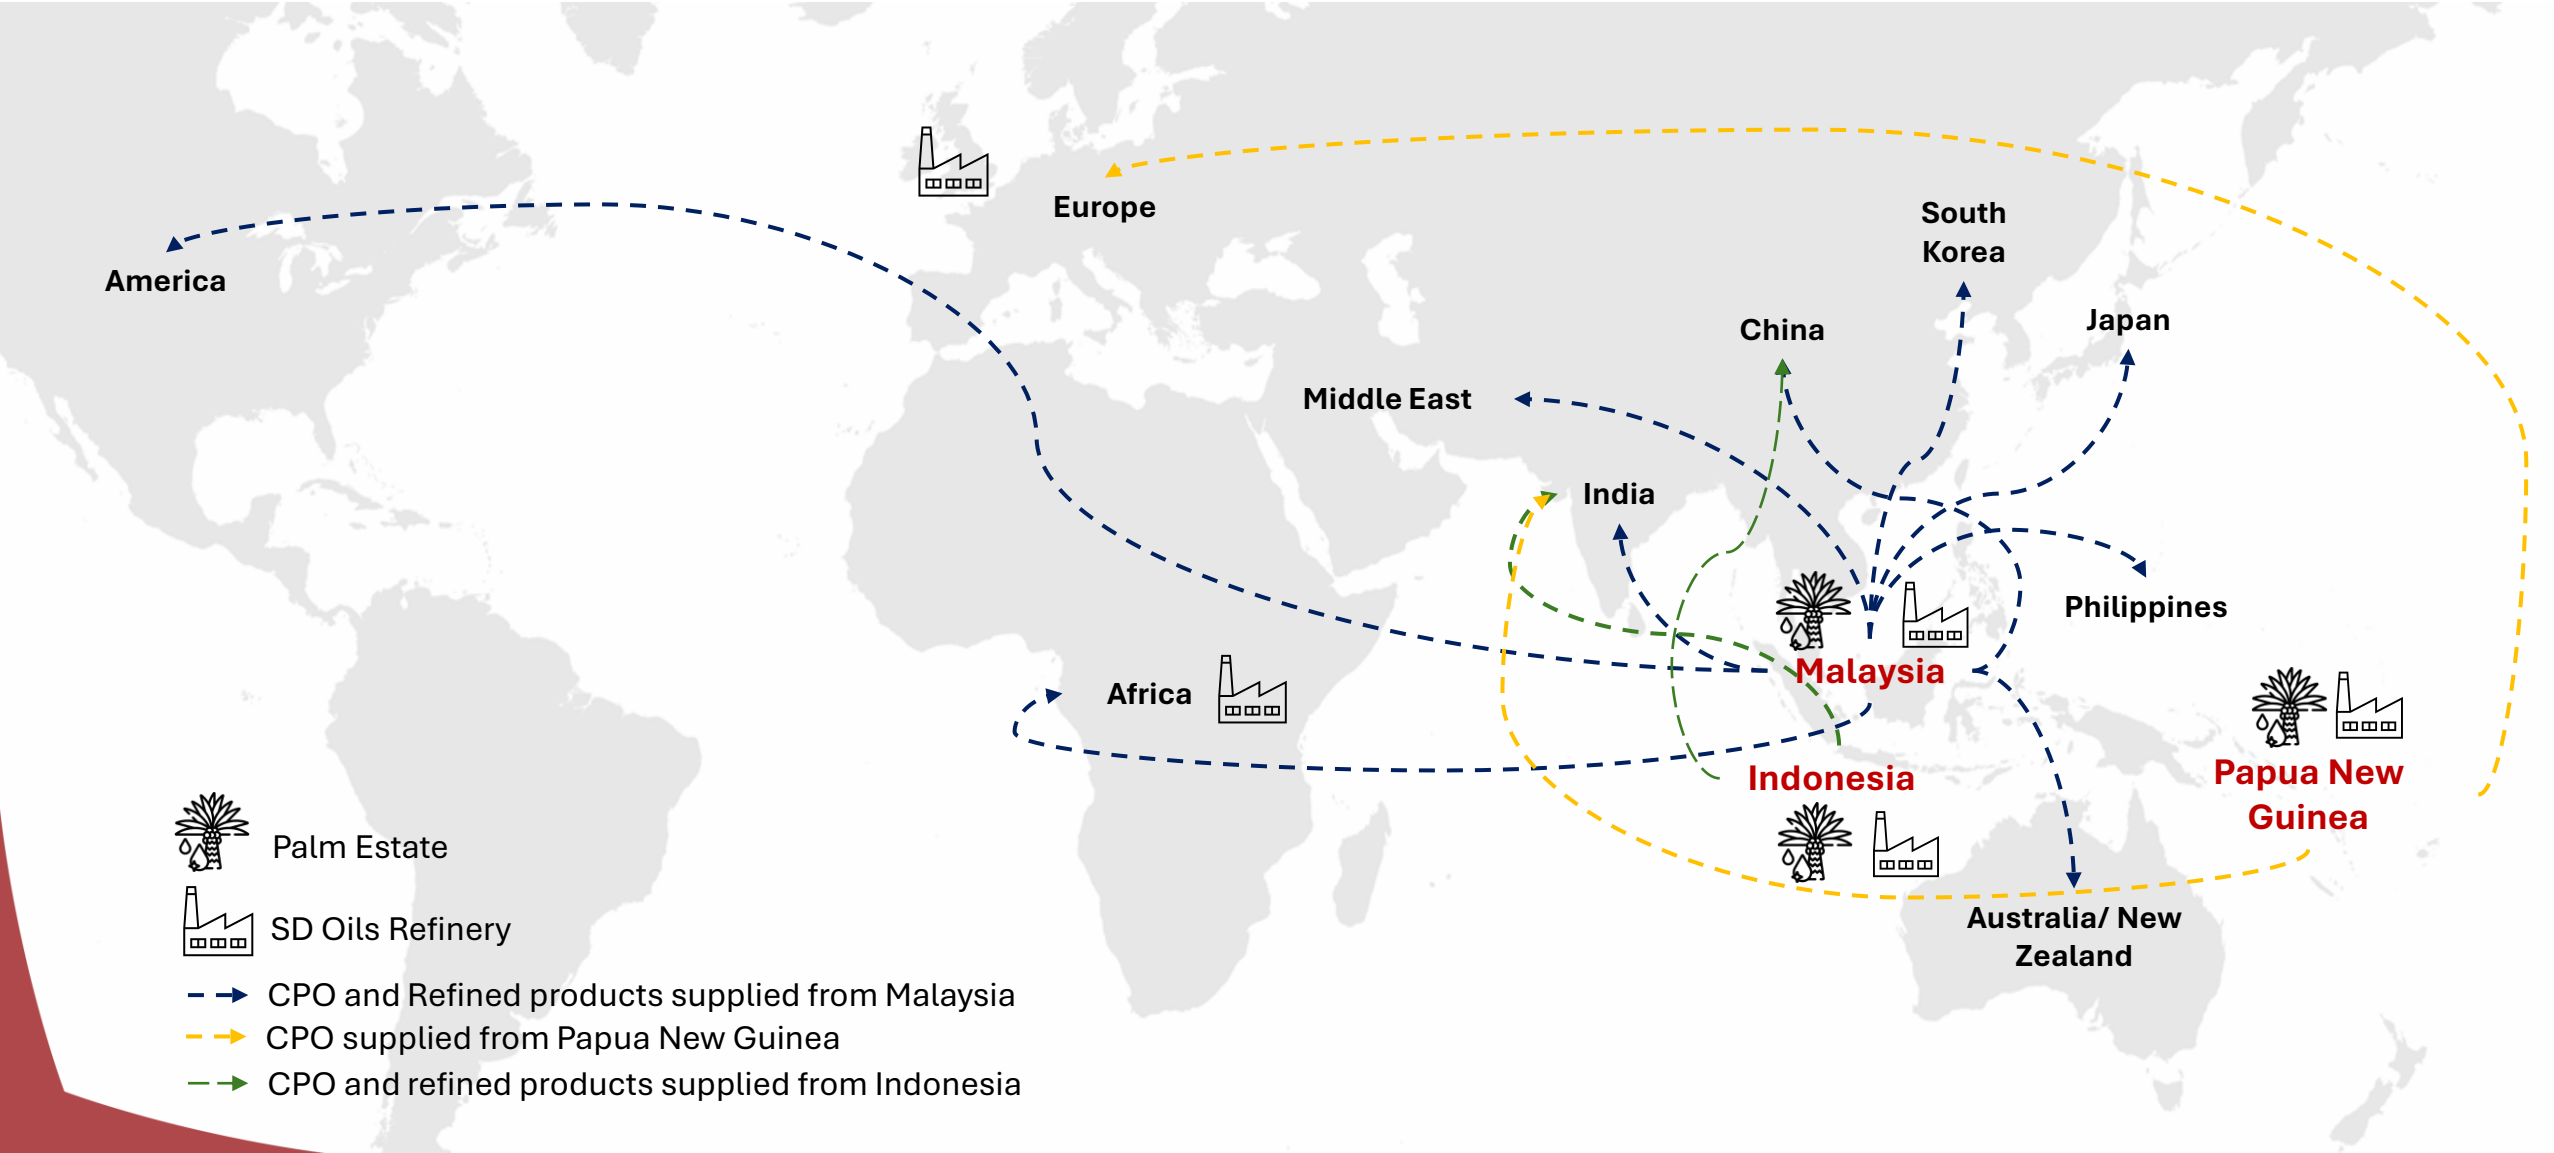 Europe
South
Korea
America
Japan
China
Middle East
India
Philippines
Malaysia
Africa
Papua New
Guinea
Indonesia
Australia/ New
Zealand
Palm Estate
SD Oils Refinery
CPO and Refined products supplied from Malaysia
CPO supplied from Papua New Guinea
CPO and refined products supplied from Indonesia